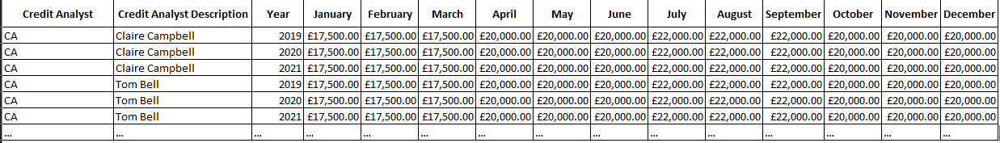 Credit Analyst Credit Analyst Description Year January February March April May June July August September October November December
CA Claire Campbell 2019 £17,500.00 £17,500.00 £17,500.00 £20,000.00 £20,000.00 £20,000.00 £22,000.00 £22,000.00 £22,000.00 £20,000.00 £20,000.00 £20,000.00
CA Claire Campbell 2020 £17,500.00 £17,500.00 £17,500.00 £20,000.00 £20,000.00 £20,000.00 £22,000.00 £22,000.00 £22,000.00 £20,000.00 £20,000.00 £20,000.00
CA Claire Campbell 2021 £17,500.00 £17,500.00 £17,500.00 £20,000.00 £20,000.00 £20,000.00 £22,000.00 £22,000.00 £22,000.00 £20,000.00 £20,000.00 £20,000.00
CA Tom Bell 2019 £17,500.00 £17,500.00 £17,500.00 £20,000.00 £20,000.00 £20,000.00 £22,000.00 £22,000.00 £22,000.00 £20,000.00 £20,000.00 £20,000.00
CA Tom Bell 2020 £17,500.00 £17,500.00 £17,500.00 £20,000.00 £20,000.00 £20,000.00 £22,000.00 £22,000.00 £22,000.00 £20,000.00 £20,000.00 £20,000.00
CA Tom Bell 2021 £17,500.00 £17,500.00 £17,500.00 £20,000.00 £20,000.00 £20,000.00 £22,000.00 £22,000.00 £22,000.00 £20,000.00 £20,000.00 £20,000.00
... ... ... ... ... ... ... ... ... ... ... ... ... ... ...